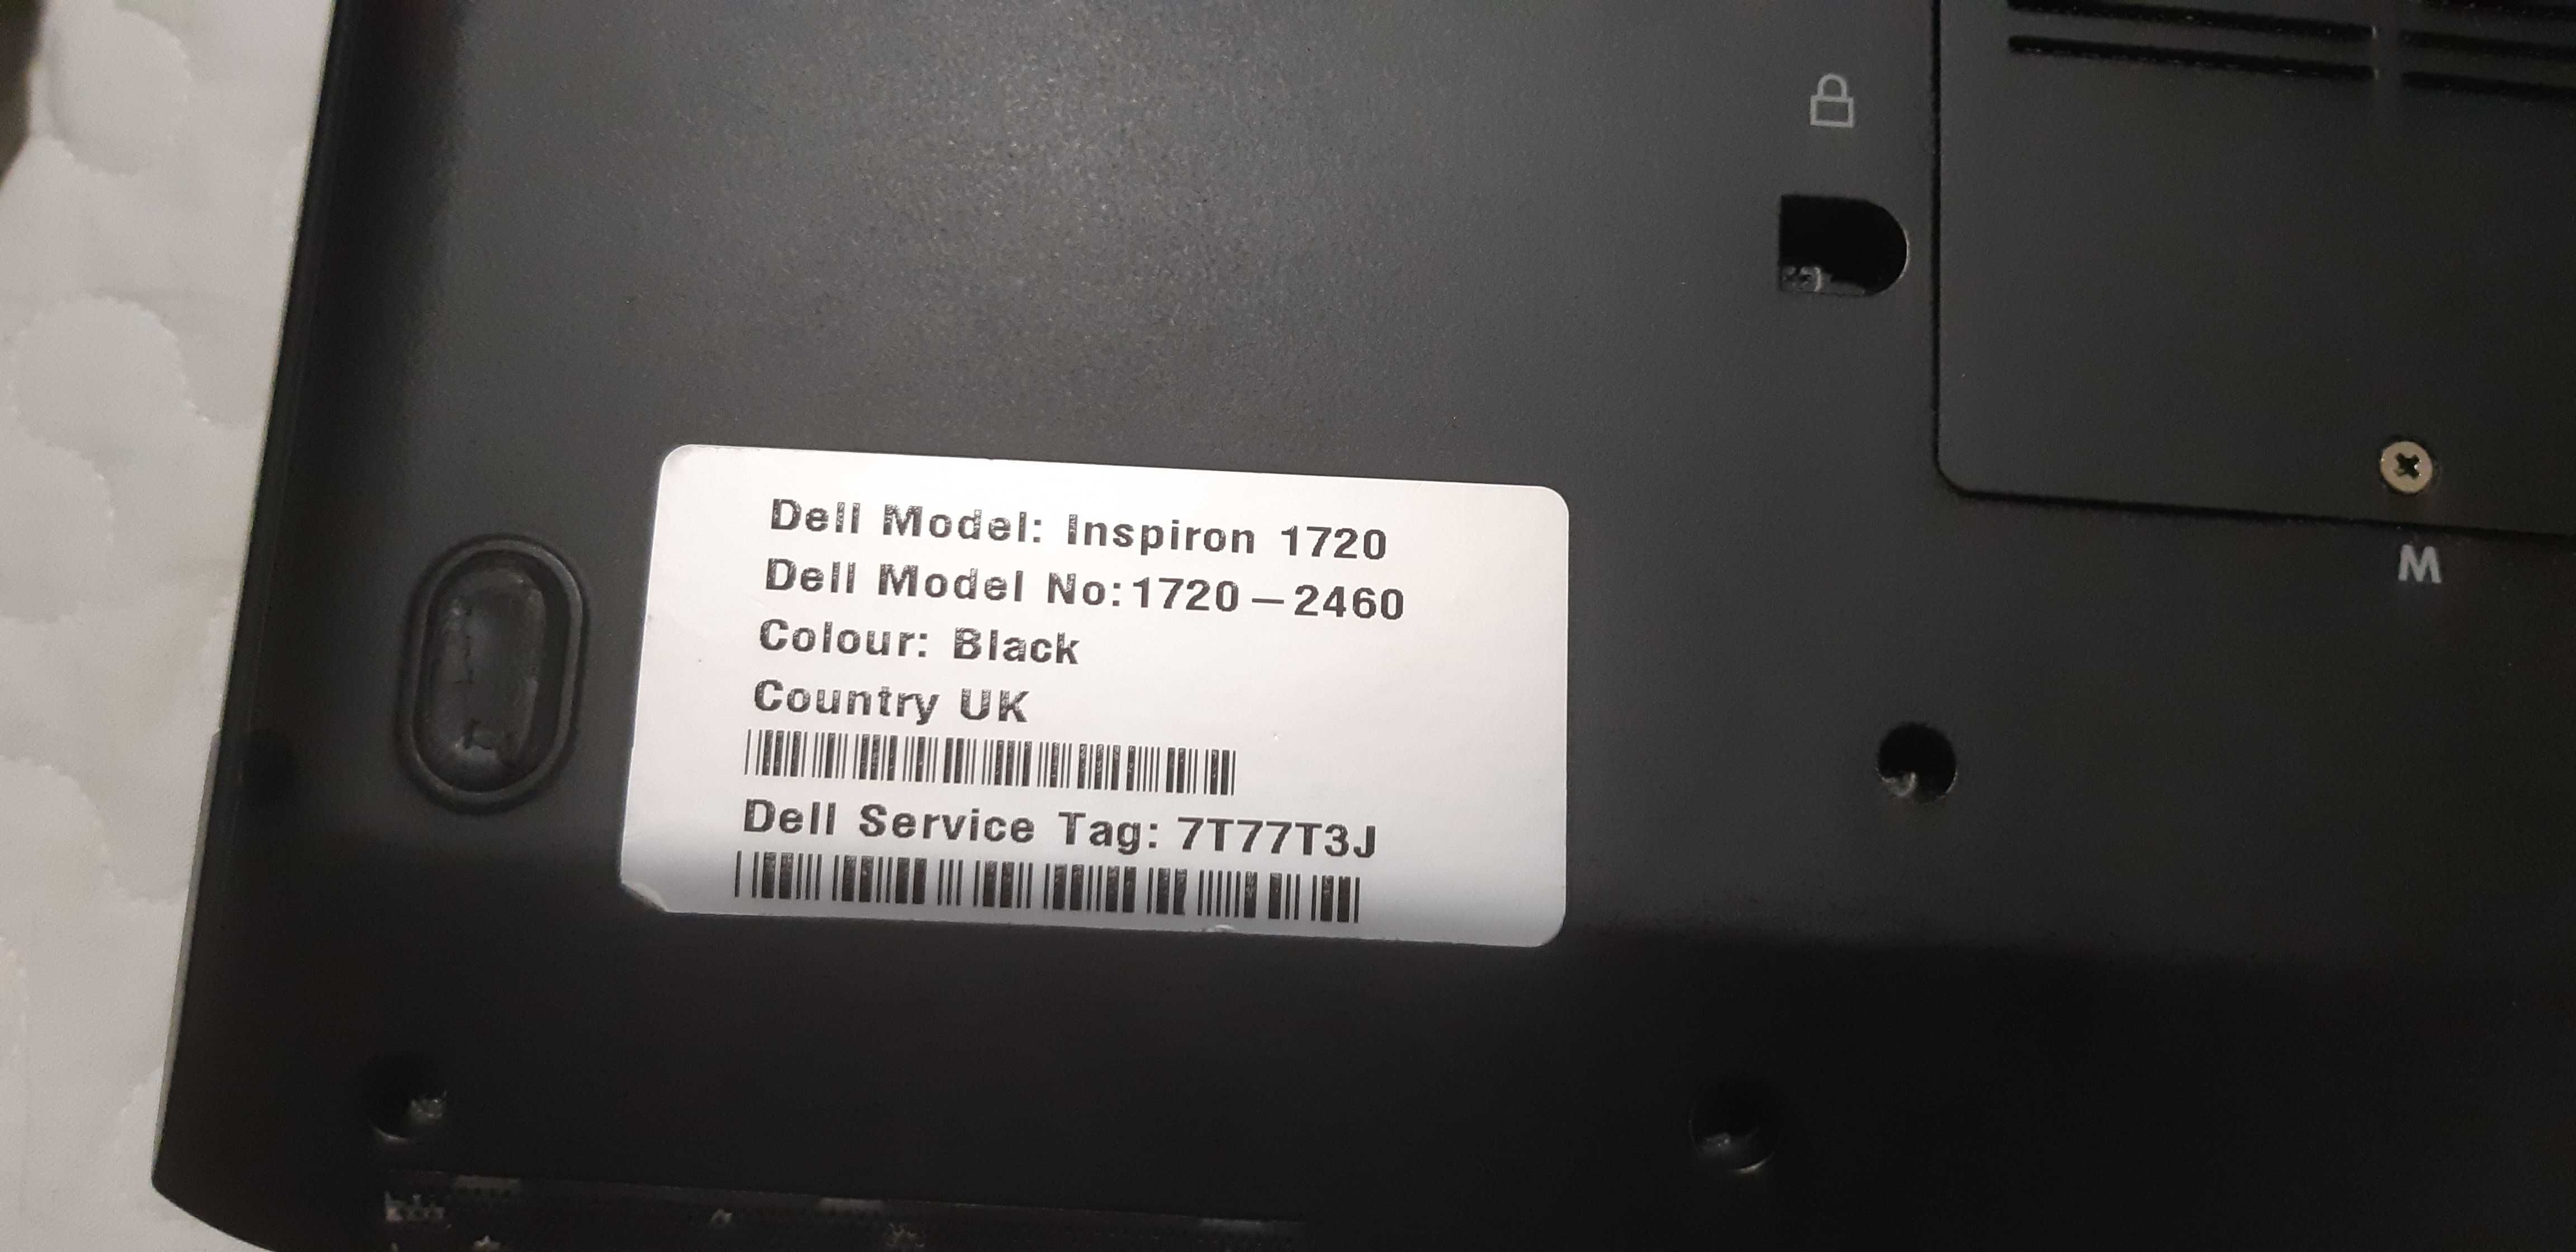 Dell Model: Inspiron 1720
Dell Model No:1720-2460
Colour: Black
Country UK
Dell Service Tag: 7T77T3J
M